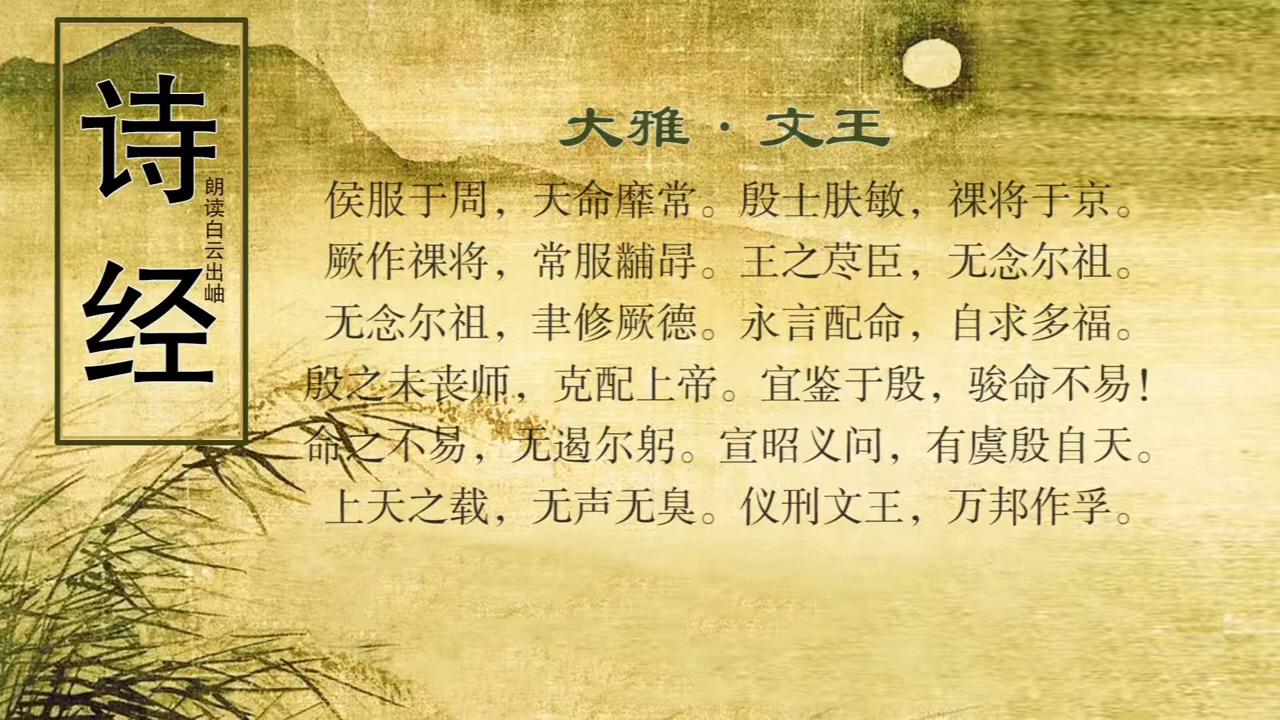 诗经
朗读白云出岫
大雅·文王
侯服于周，天命靡常。殷士肤敏，祼将于京。
厥作祼将，常服黼冔。王之荩臣，无念尔祖。
无念尔祖，聿修厥德。永言配命，自求多福。
殷之未丧师，克配上帝。宜鉴于殷，骏命不易！
命之不易，无遏尔躬。宣昭义问，有虞殷自天。
上天之载，无声无臭。仪刑文王，万邦作孚。